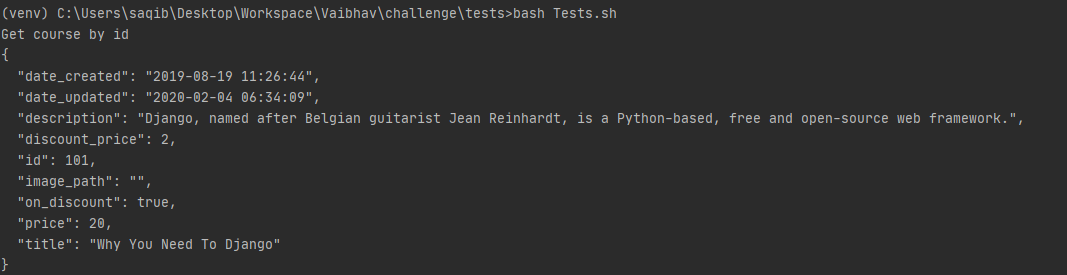 (venv) C:\Users\saqib\Desktop\Workspace\Vaibhav\challenge\tests>bash Tests.sh
Get course by id
{
  "date_created": "2019-08-19 11:26:44",
  "date_updated": "2020-02-04 06:34:09",
  "description": "Django, named after Belgian guitarist Jean Reinhardt, is a Python-based, free and open-source web framework.",
  "discount_price": 2,
  "id": 101,
  "image_path": "",
  "on_discount": true,
  "price": 20,
  "title": "Why You Need To Django"
}